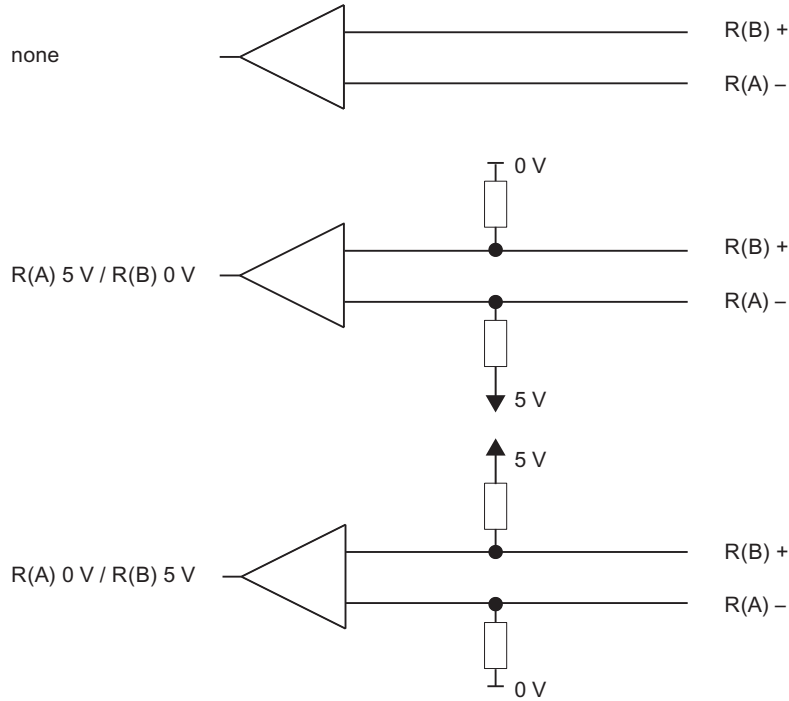 R(B) +
none
R(A) –
0 V
R(B) +
R(A) 5 V / R(B) 0 V
R(A) –
5 V
5 V
R(B) +
R(A) 0 V / R(B) 5 V
R(A) –
0 V